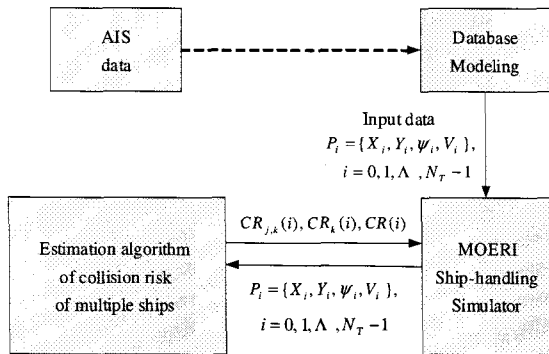 AIS
data
Database
Modeling
Input data
P_i = { X_i , Y_i , ψ_i , V_i },
i = 0, 1, Λ , N_T − 1
Estimation algorithm
of collision risk
of multiple ships
CR_{j,k}(i), CR_k(i), CR(i)
P_i = { X_i , Y_i , ψ_i , V_i },
i = 0, 1, Λ , N_T − 1
MOERI
Ship-handling
Simulator